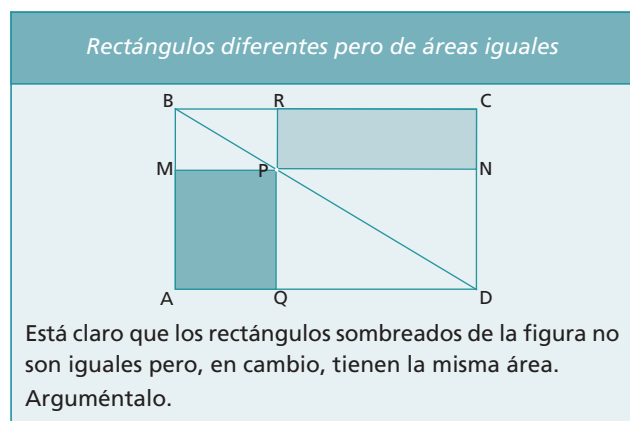 Rectángulos diferentes pero de áreas iguales
B R C
M P N
A Q D
Está claro que los rectángulos sombreados de la figura no
son iguales pero, en cambio, tienen la misma área.
Arguméntalo.